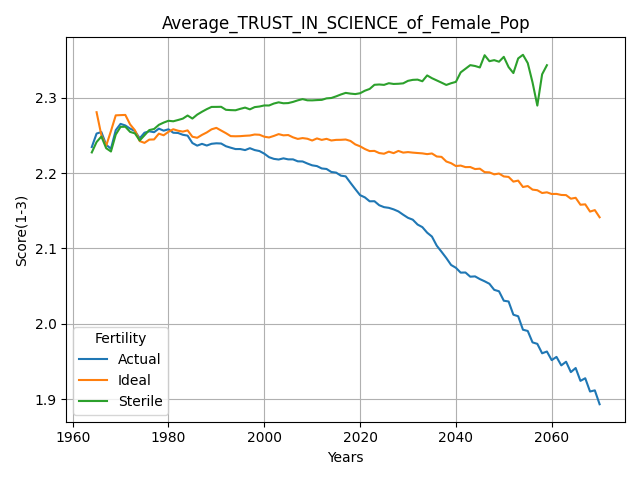 Average_TRUST_IN_SCIENCE_of_Female_Pop
Score(1-3)
2.3
2.2
2.1
2.0
1.9
Fertility
Actual
Ideal
Sterile
1960 1980 2000 2020 2040 2060
Years